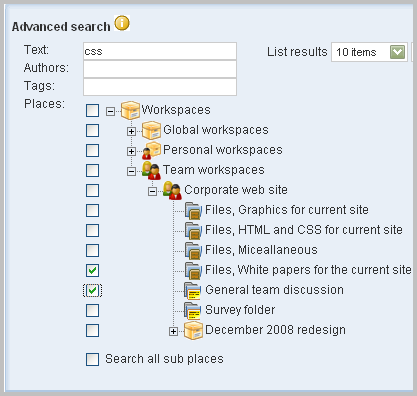 Advanced search
Text: css List results 10 items
Authors:
Tags:
Places: Workspaces
Global workspaces
Personal workspaces
Team workspaces
Corporate web site
Files, Graphics for current site
Files, HTML and CSS for current site
Files, Miceallaneous
Files, White papers for the current site
General team discussion
Survey folder
December 2008 redesign
Search all sub places